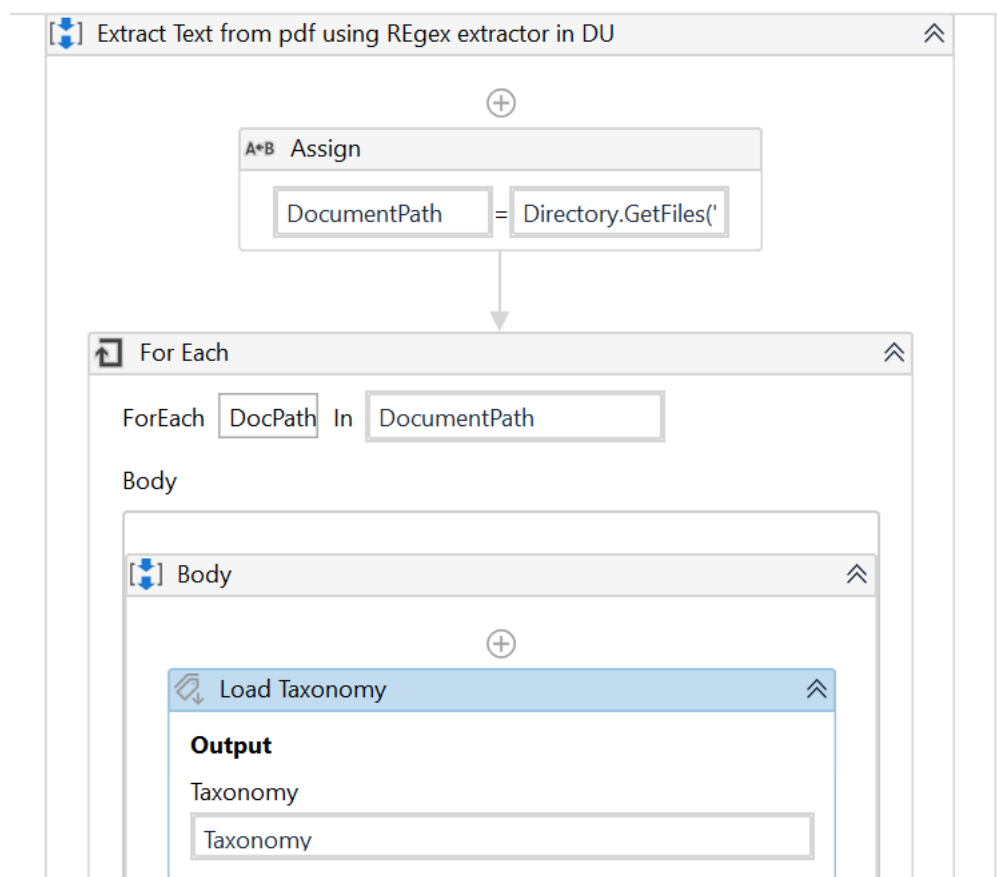 Extract Text from pdf using REgex extractor in DU
A←B Assign
DocumentPath = Directory.GetFiles('
For Each
ForEach DocPath In DocumentPath
Body
Body
Load Taxonomy
Output
Taxonomy
Taxonomy